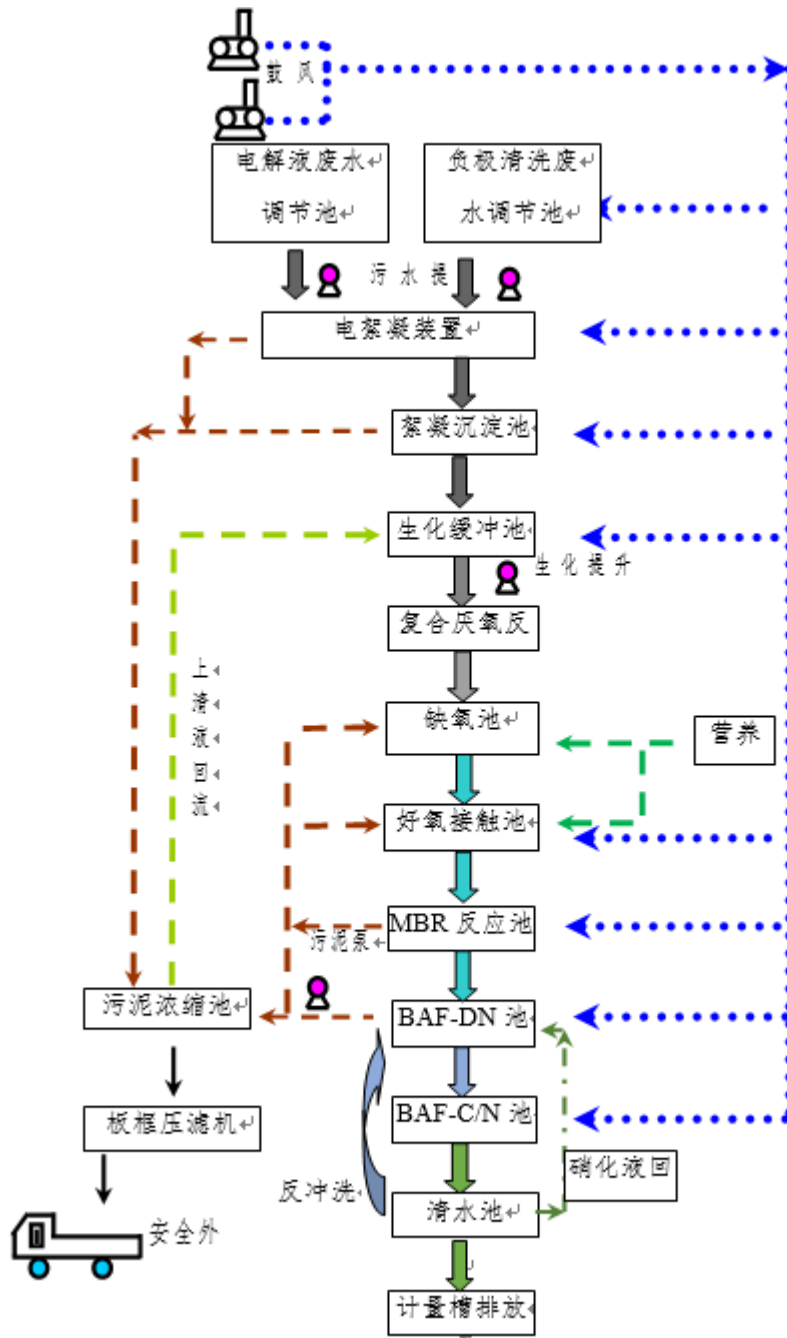 鼓风
电解液废水
调节池
负极清洗废
水调节池
污水提
电絮凝装置
絮凝沉淀池
生化缓冲池
生化提升
复合厌氧反
上
清
液
回
流
缺氧池
营养
好氧接触池
MBR 反应池
污泥泵
污泥浓缩池
BAF-DN 池
板框压滤机
BAF-C/N 池
硝化液回
反冲洗
清水池
安全外
计量槽排放